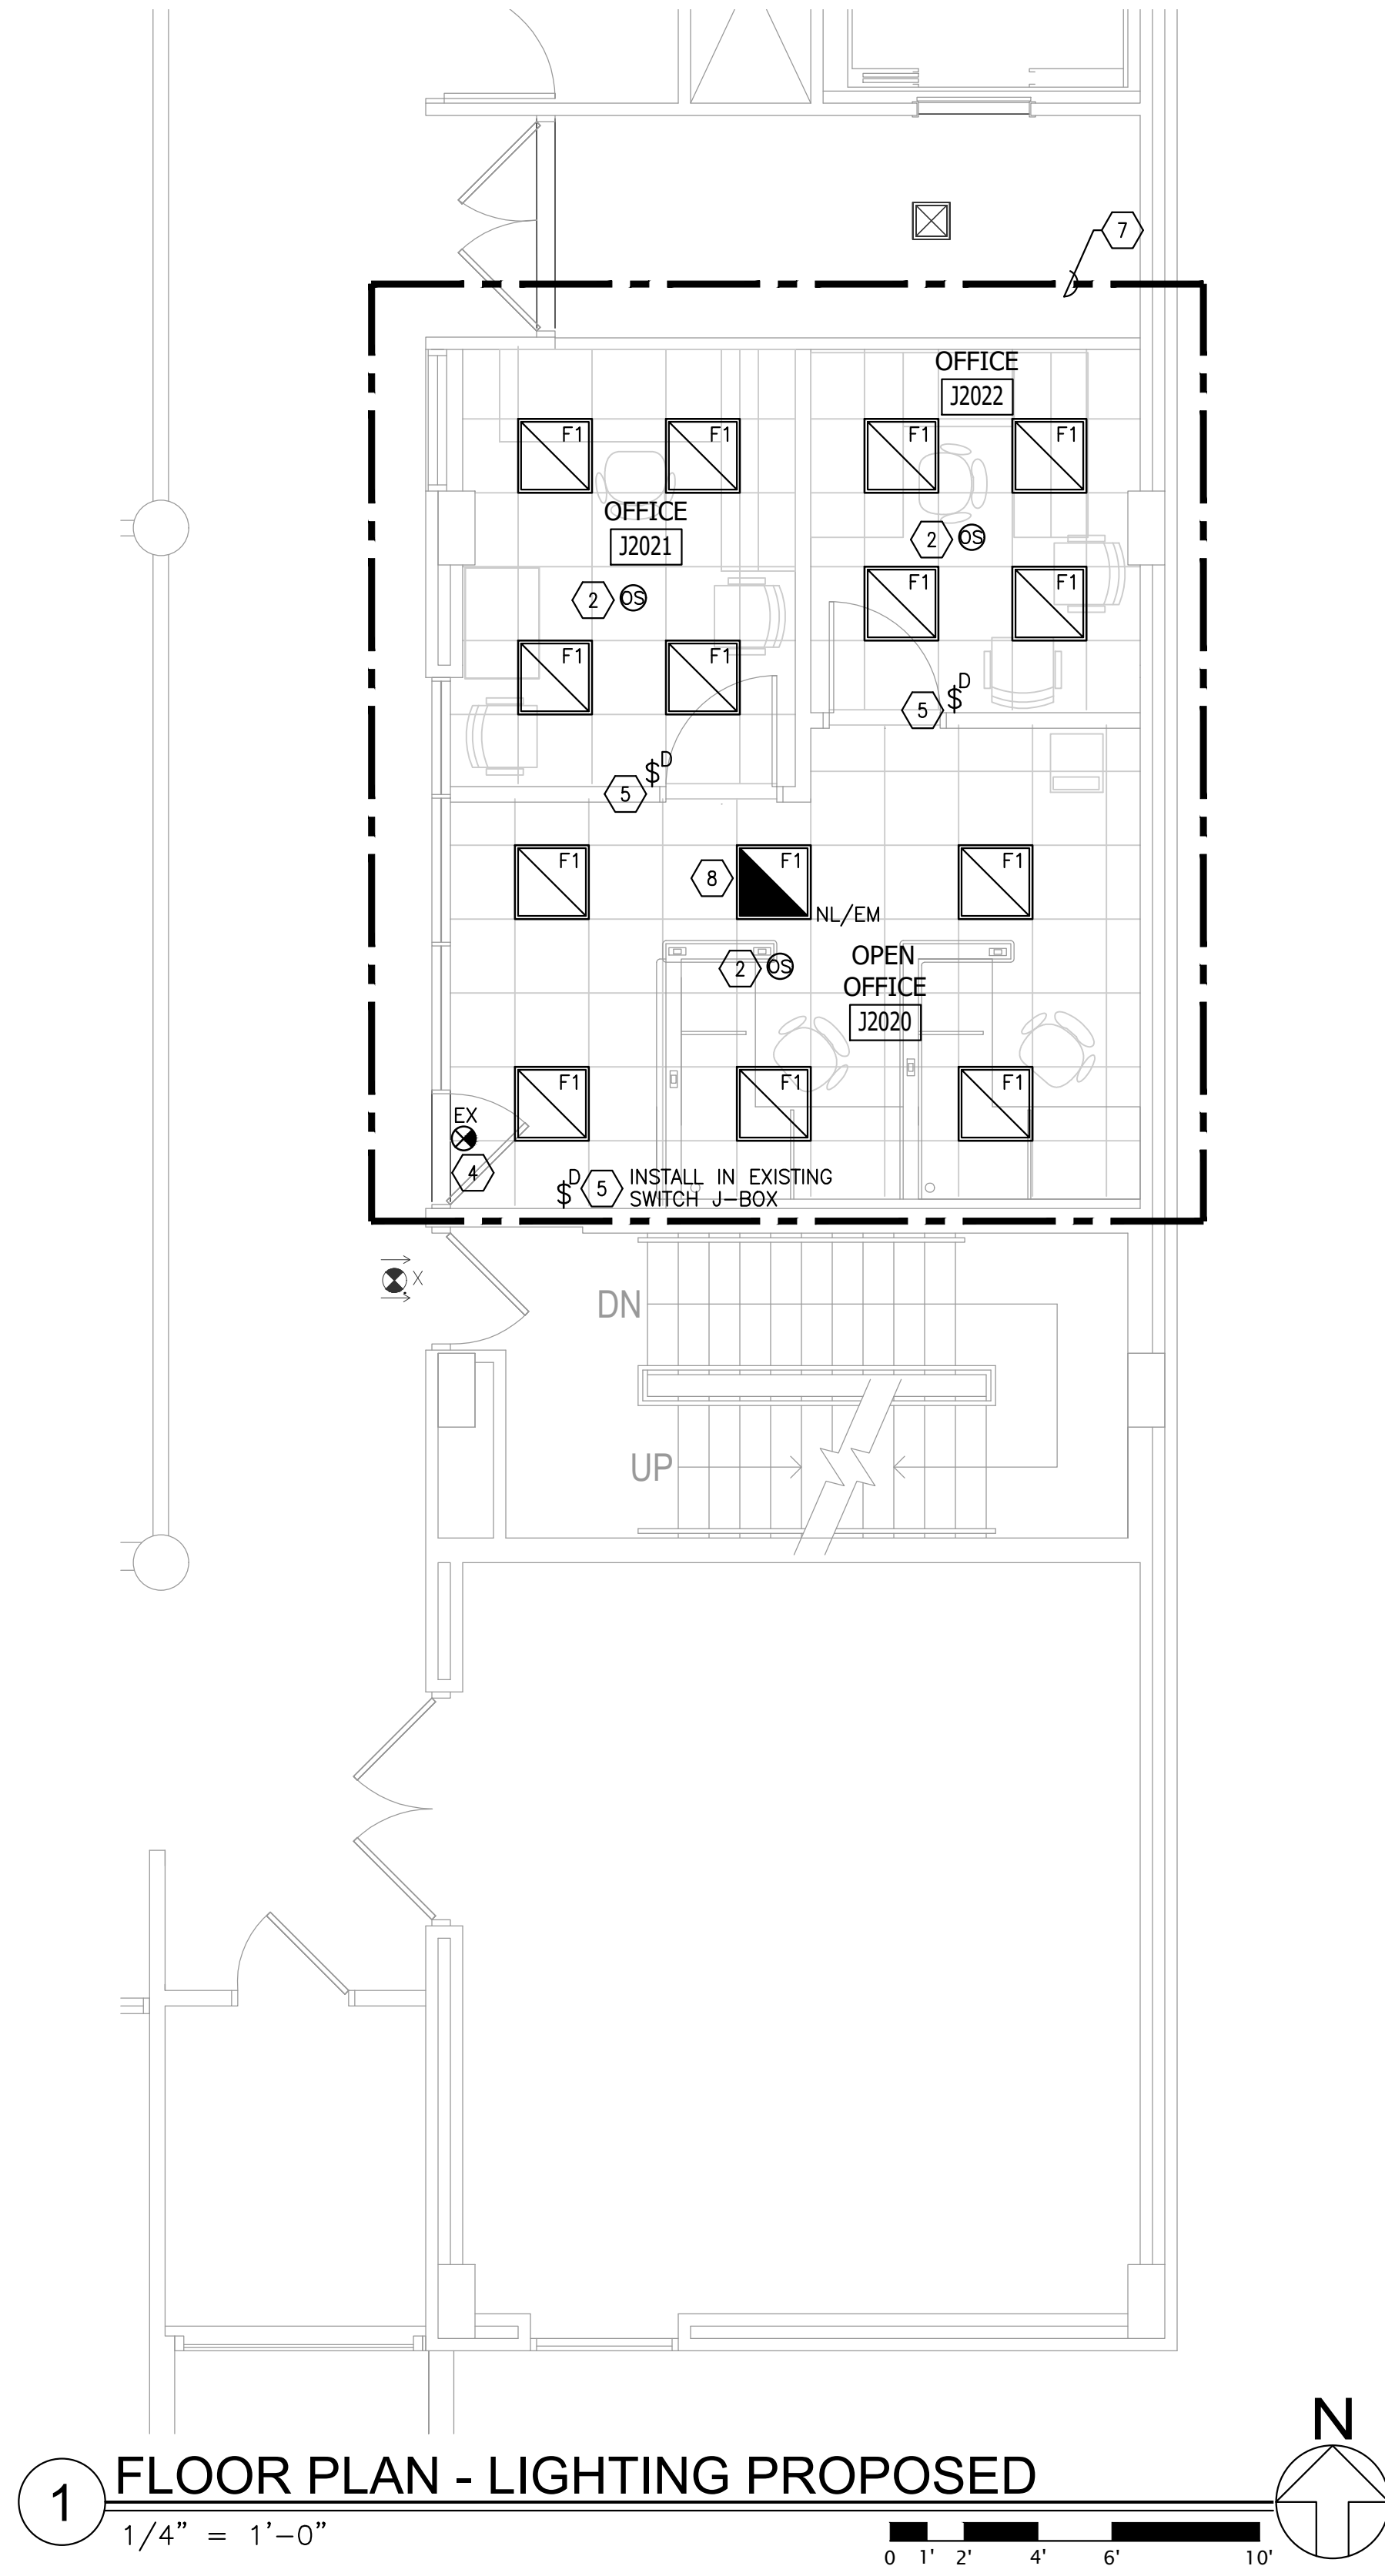 7
OFFICE
J2022
F1
F1
F1
F1
OFFICE
J2021
2
OS
2
OS
F1
F1
F1
F1
D
$
5
D
$
5
F1
F1
F1
8
NL/EM
2
OS
OPEN
OFFICE
J2020
F1
F1
F1
EX
4
D
$
5
INSTALL IN EXISTING
SWITCH J-BOX
X
DN
UP
N
1
FLOOR PLAN - LIGHTING PROPOSED
1/4" = 1'-0"
0 1' 2' 4' 6' 10'